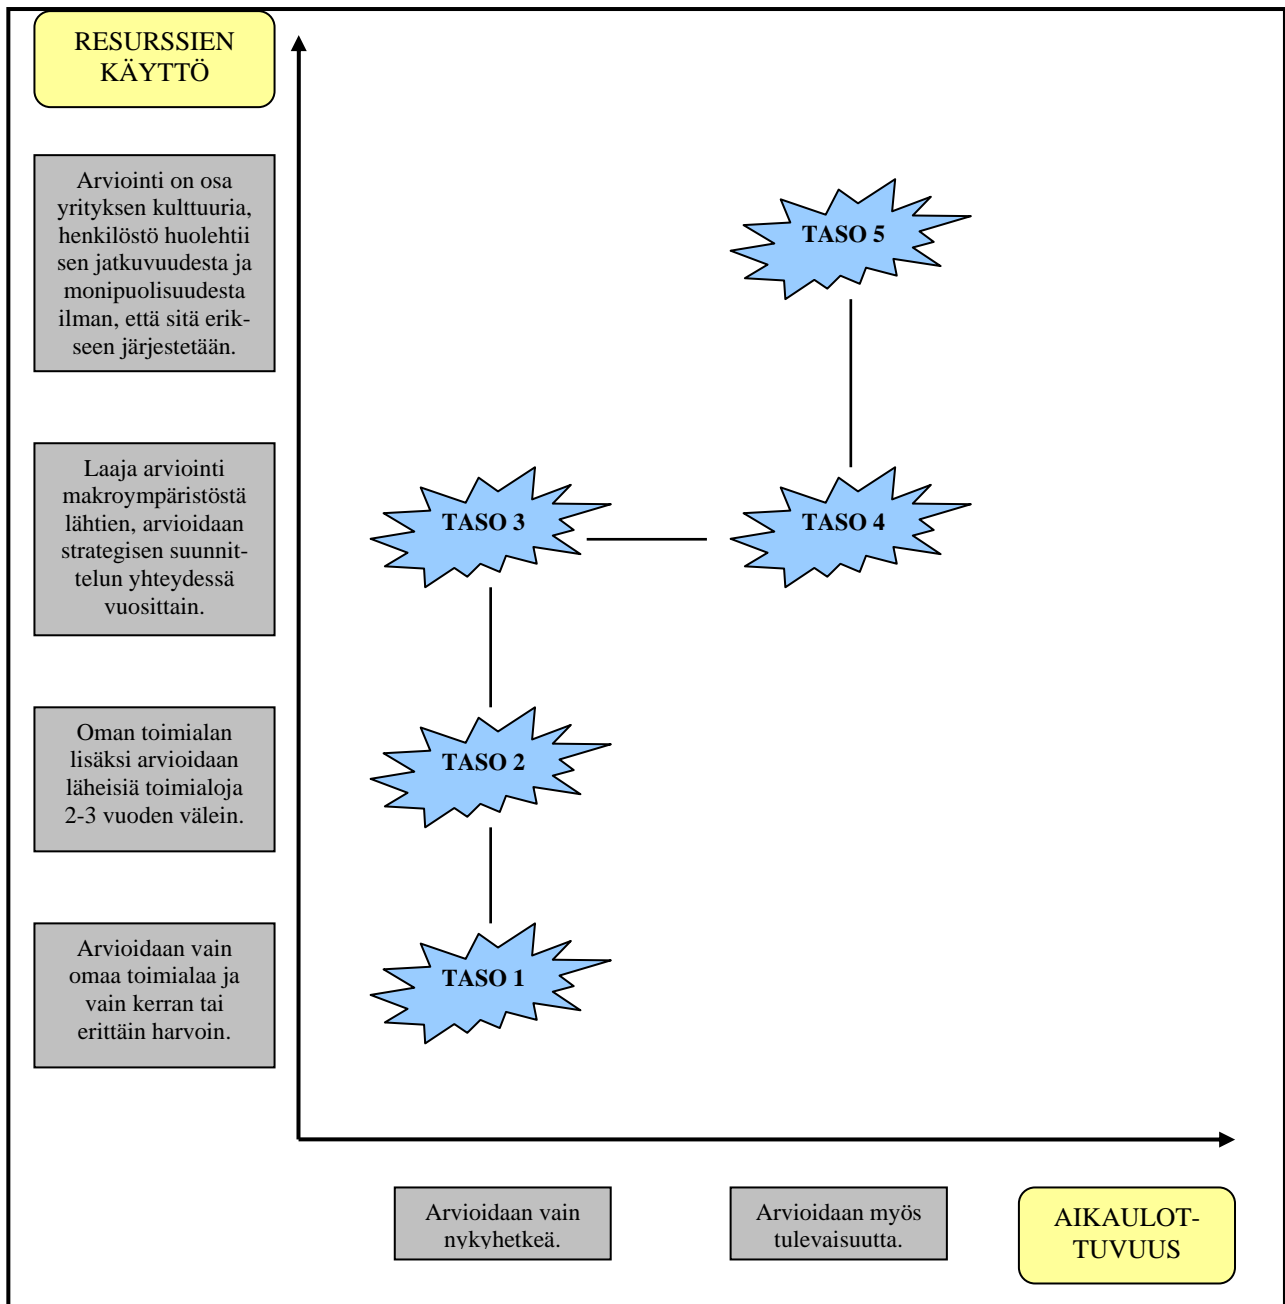 RESURSSIEN
KÄYTTÖ
Arviointi on osa
yrityksen kulttuuria,
henkilöstö huolehtii
sen jatkuvuudesta ja
monipuolisuudesta
ilman, että sitä erik-
seen järjestetään.
TASO 5
Laaja arviointi
makroympäristöstä
lähtien, arvioidaan
strategisen suunnit-
telun yhteydessä
vuosittain.
TASO 3
TASO 4
Oman toimialan
lisäksi arvioidaan
läheisiä toimialoja
2-3 vuoden välein.
TASO 2
Arvioidaan vain
omaa toimialaa ja
vain kerran tai
erittäin harvoin.
TASO 1
Arvioidaan vain
nykyhetkeä.
Arvioidaan myös
tulevaisuutta.
AIKAULOT-
TUVUUS